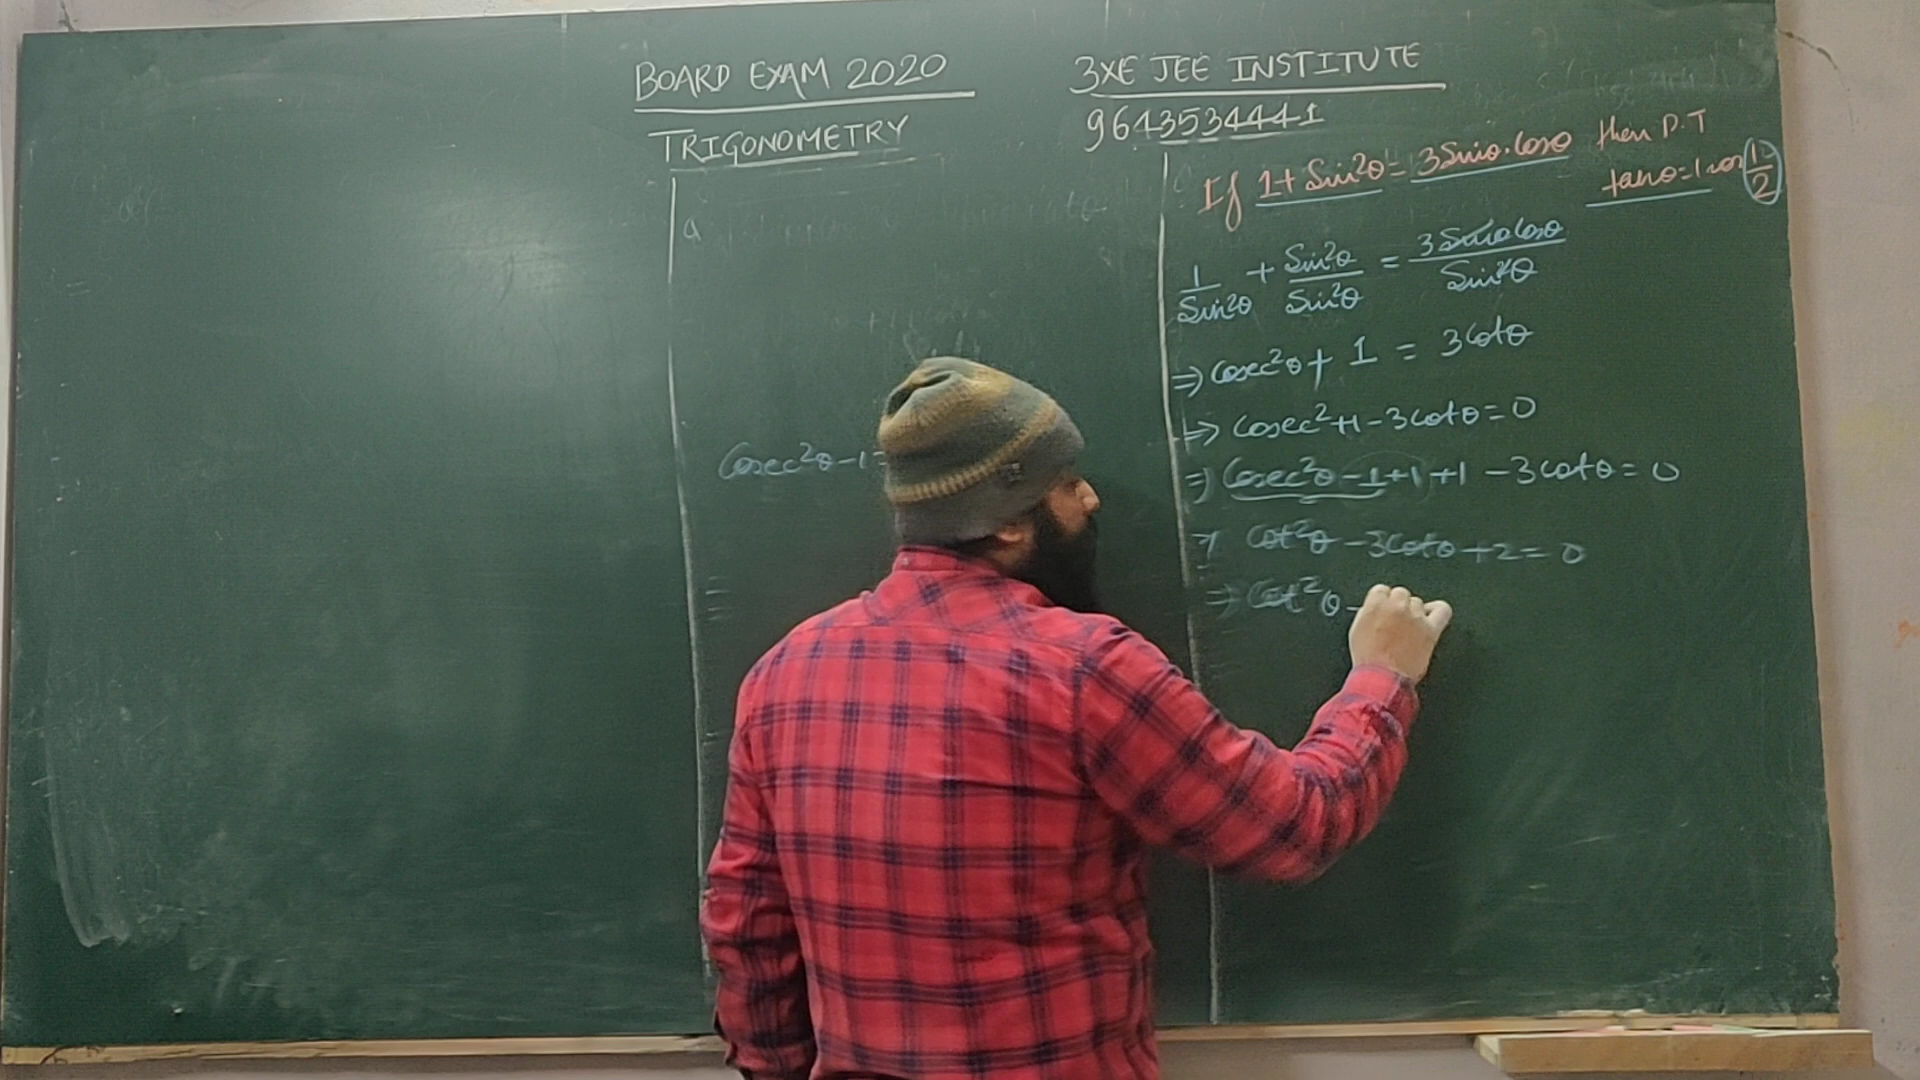 BOARD EXAM 2020
TRIGONOMETRY
3XE JEE INSTITUTE
9643534441
If 1+ Sin²θ = 3Sinθ.Cosθ then P.T
tanθ=1 or 1/2
1/Sin²θ + Sin²θ/Sin²θ = 3SinθCosθ/Sin²θ
⇒ Cosec²θ + 1 = 3Cotθ
⇒ Cosec²+1-3Cotθ=0
⇒ Cosec²θ-1+1+1-3Cotθ=0
Cot²θ-3Cotθ+2=0
⇒ Cot²θ-
Cosec²θ-1=